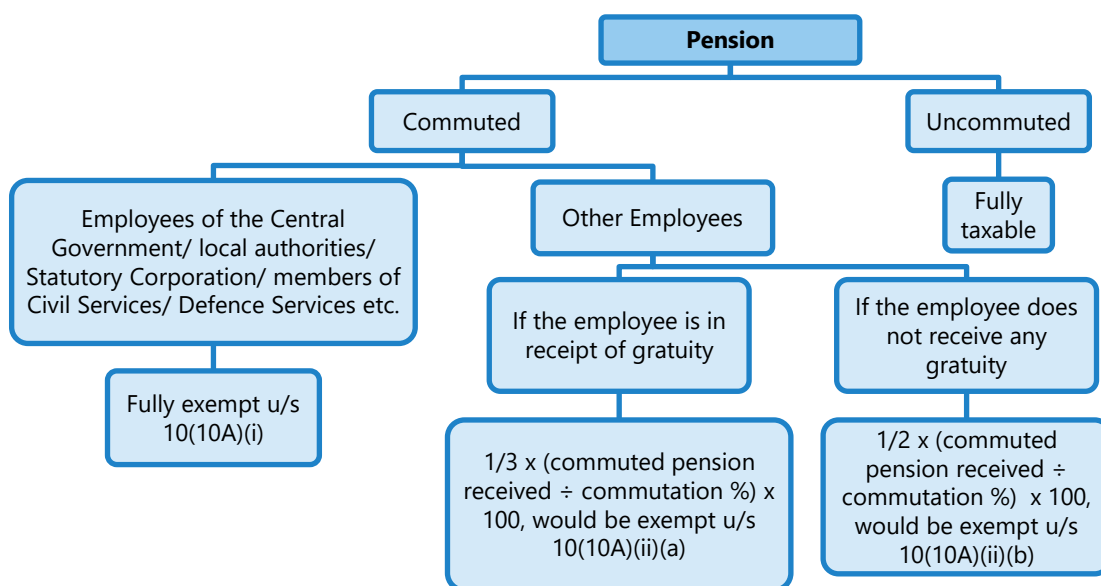 Pension
Commuted
Uncommuted
Employees of the Central
Government/ local authorities/
Statutory Corporation/ members of
Civil Services/ Defence Services etc.
Other Employees
Fully
taxable
If the employee is in
receipt of gratuity
If the employee does
not receive any
gratuity
Fully exempt u/s
10(10A)(i)
1/3 x (commuted pension
received ÷ commutation %) x
100, would be exempt u/s
10(10A)(ii)(a)
1/2 x (commuted
pension received ÷
commutation %) x 100,
would be exempt u/s
10(10A)(ii)(b)